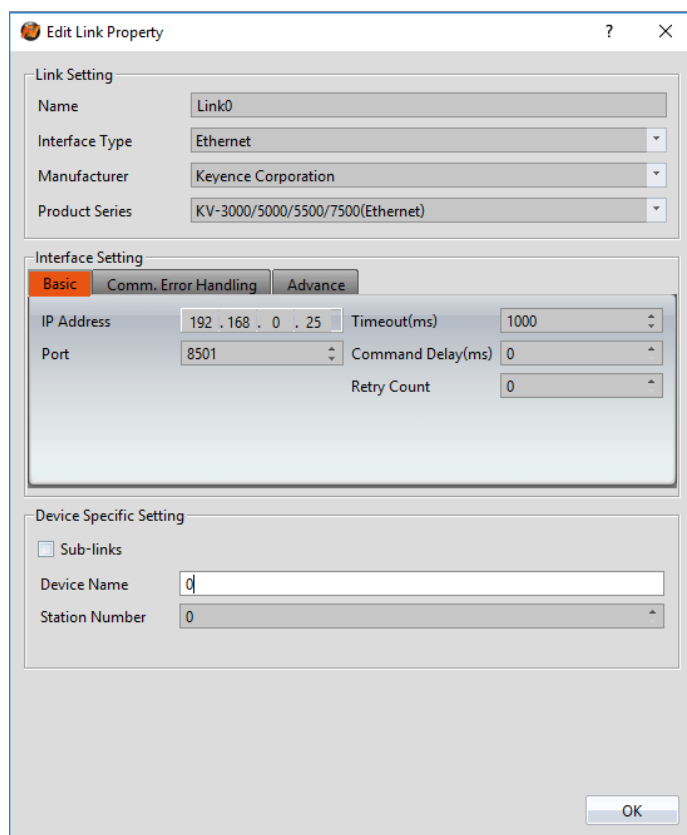 Edit Link Property
Link Setting
Name Link0
Interface Type Ethernet
Manufacturer Keyence Corporation
Product Series KV-3000/5000/5500/7500(Ethernet)
Interface Setting
Basic Comm. Error Handling Advance
IP Address 192 . 168 . 0 . 25 Timeout(ms) 1000
Port 8501 Command Delay(ms) 0
Retry Count 0
Device Specific Setting
Sub-links
Device Name 0
Station Number 0
OK